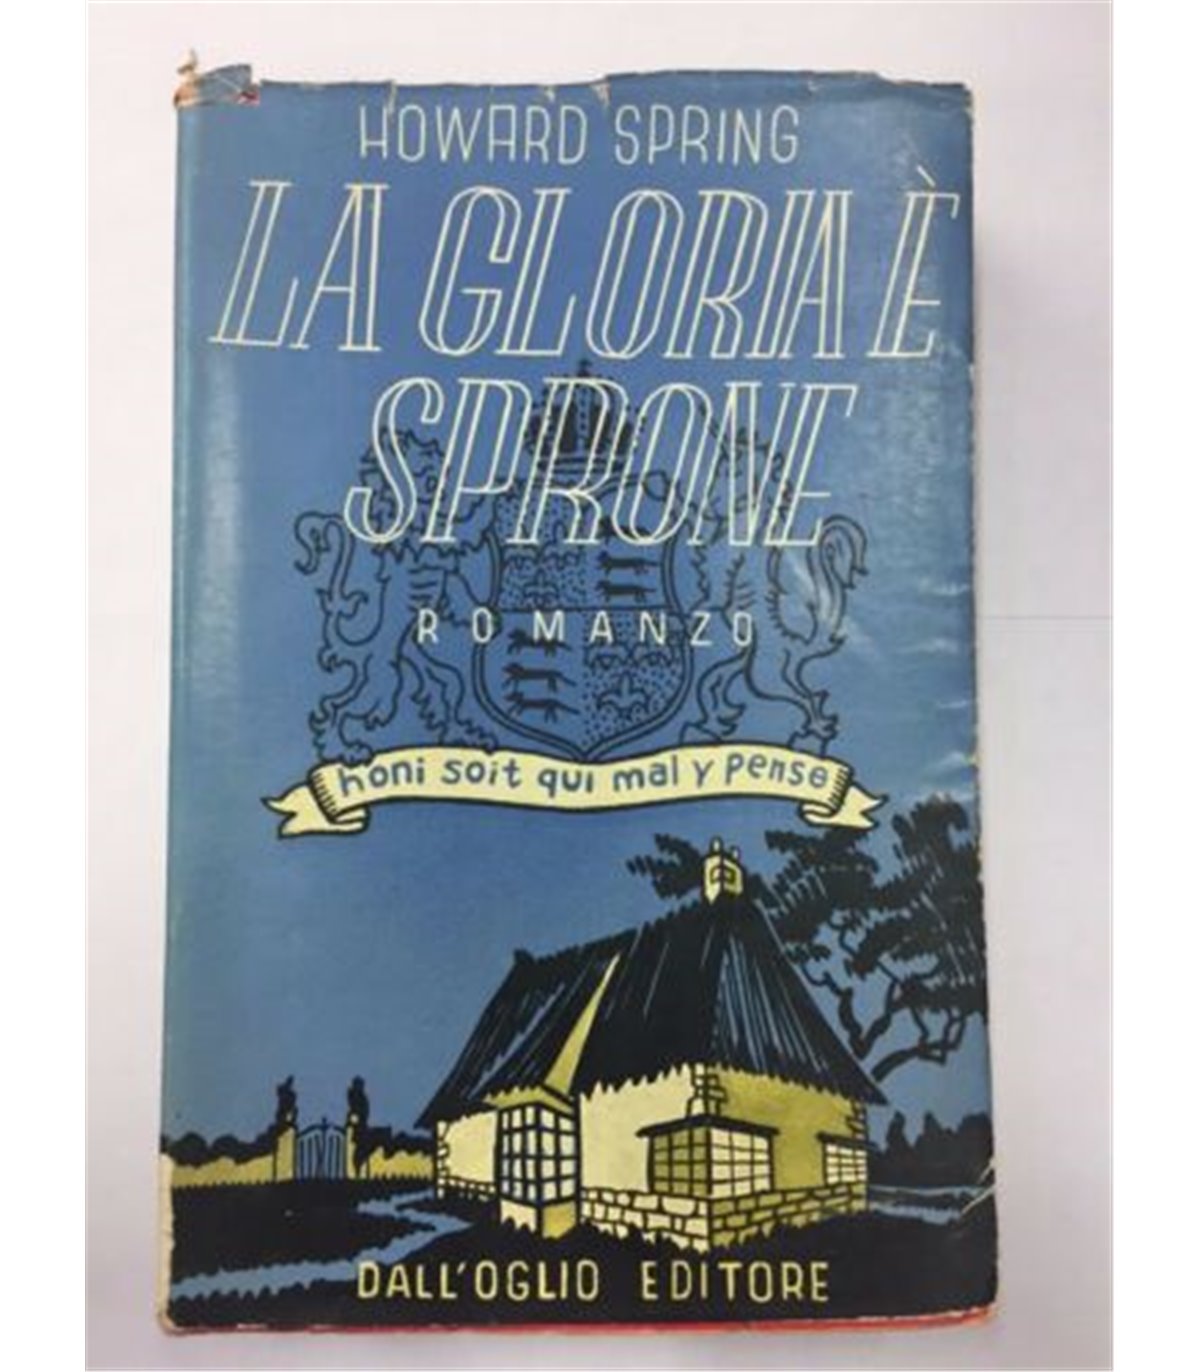 HOWARD SPRING
LA GLORIA È
SPRONE
ROMANZO
honi soit qui mal y pense
DALL'OGLIO EDITORE